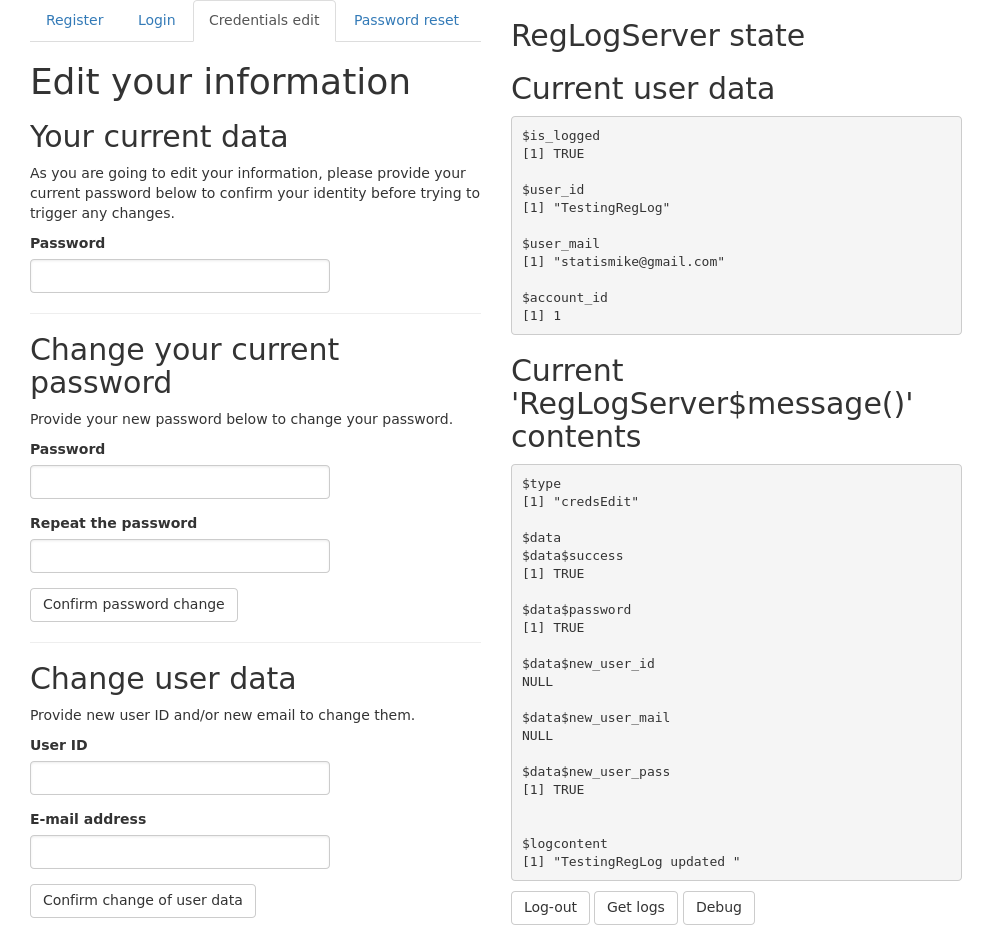 Register
Login
Credentials edit
Password reset
Edit your information
Your current data
As you are going to edit your information, please provide your
current password below to confirm your identity before trying to
trigger any changes.
Password
Change your current
password
Provide your new password below to change your password.
Password
Repeat the password
Confirm password change
Change user data
Provide new user ID and/or new email to change them.
User ID
E-mail address
Confirm change of user data
RegLogServer state
Current user data
$is_logged
[1] TRUE
$user_id
[1] "TestingRegLog"
$user_mail
[1] "statismike@gmail.com"
$account_id
[1] 1
Current
'RegLogServer$message()'
contents
$type
[1] "credsEdit"
$data
$data$success
[1] TRUE
$data$password
[1] TRUE
$data$new_user_id
NULL
$data$new_user_mail
NULL
$data$new_user_pass
[1] TRUE
$logcontent
[1] "TestingRegLog updated "
Log-out
Get logs
Debug